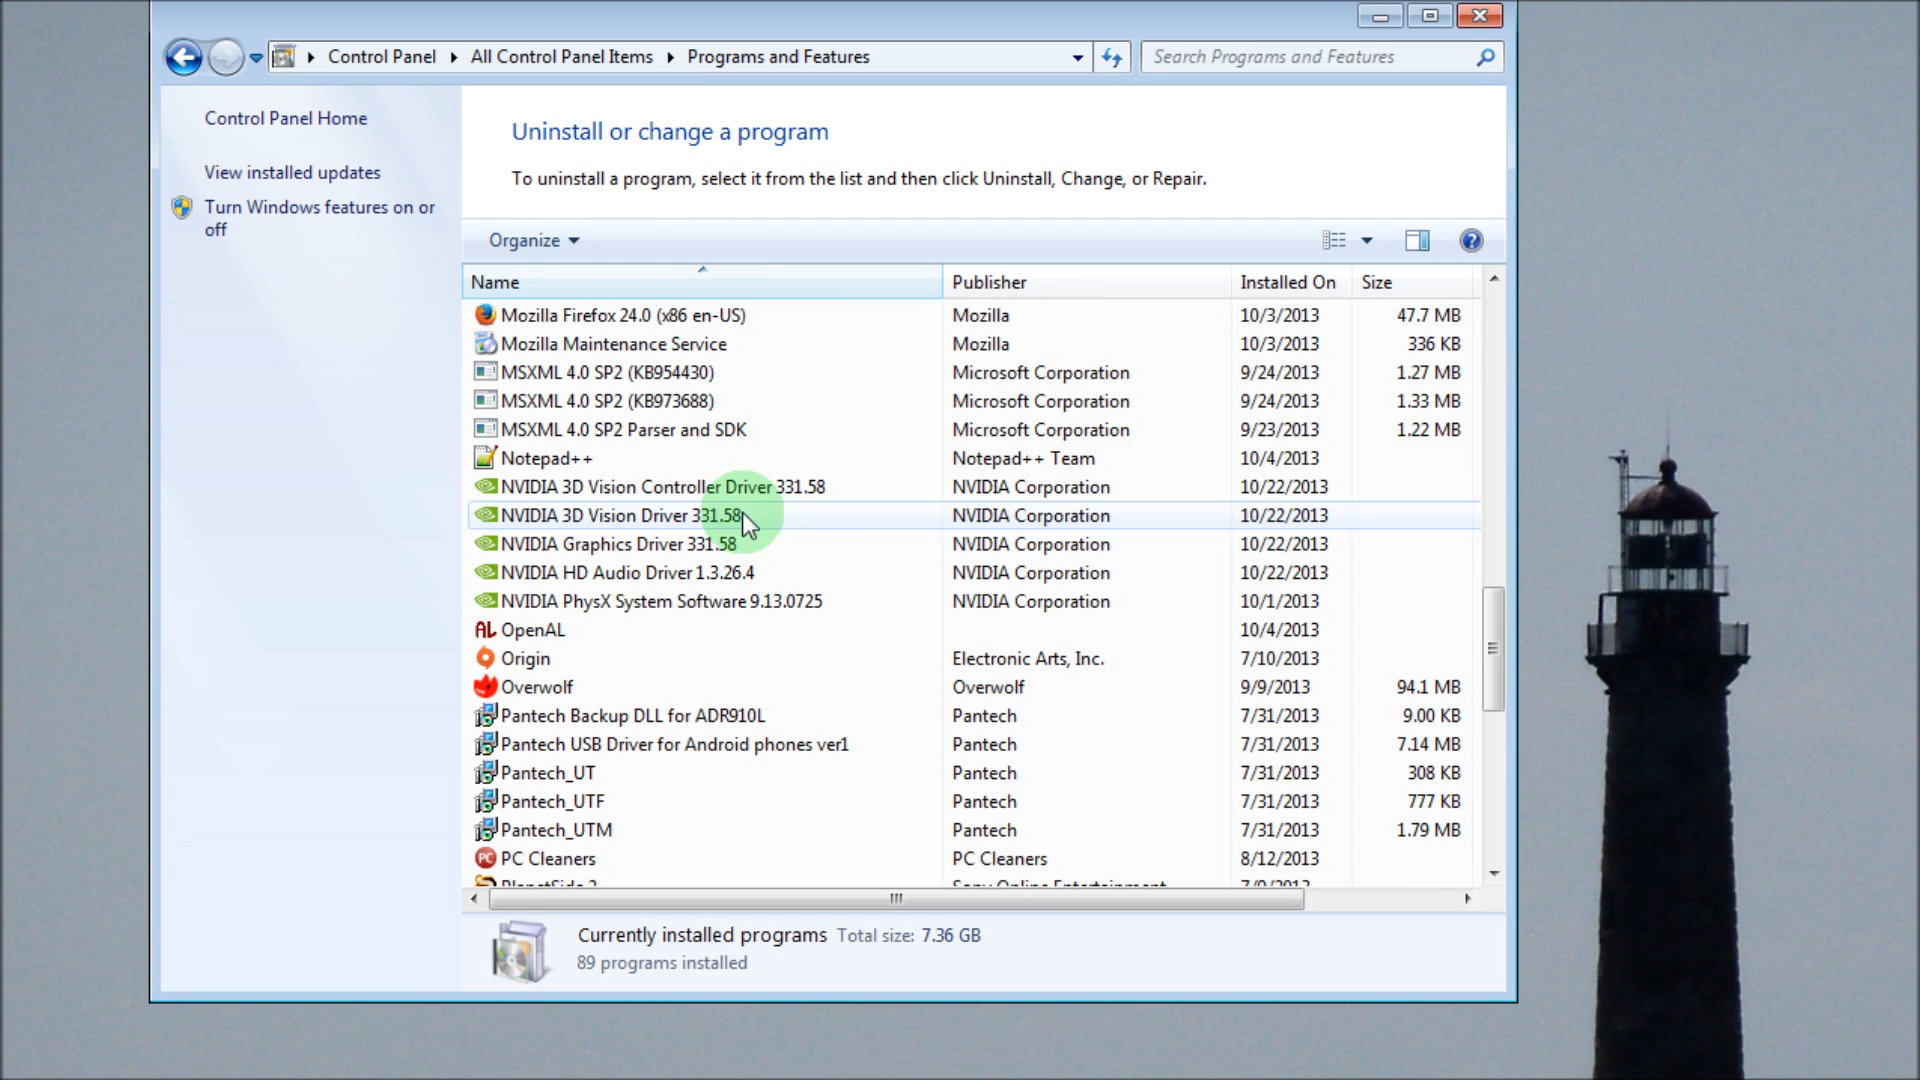 Control Panel
All Control Panel Items
Programs and Features
Search Programs and Features
Control Panel Home
View installed updates
Turn Windows features on or
off
Uninstall or change a program
To uninstall a program, select it from the list and then click Uninstall, Change, or Repair.
Organize
Name Publisher Installed On Size
Mozilla Firefox 24.0 (x86 en-US) Mozilla 10/3/2013 47.7 MB
Mozilla Maintenance Service Mozilla 10/3/2013 336 KB
MSXML 4.0 SP2 (KB954430) Microsoft Corporation 9/24/2013 1.27 MB
MSXML 4.0 SP2 (KB973688) Microsoft Corporation 9/24/2013 1.33 MB
MSXML 4.0 SP2 Parser and SDK Microsoft Corporation 9/23/2013 1.22 MB
Notepad++ Notepad++ Team 10/4/2013
NVIDIA 3D Vision Controller Driver 331.58 NVIDIA Corporation 10/22/2013
NVIDIA 3D Vision Driver 331.58 NVIDIA Corporation 10/22/2013
NVIDIA Graphics Driver 331.58 NVIDIA Corporation 10/22/2013
NVIDIA HD Audio Driver 1.3.26.4 NVIDIA Corporation 10/22/2013
NVIDIA PhysX System Software 9.13.0725 NVIDIA Corporation 10/1/2013
AL OpenAL 10/4/2013
Origin Electronic Arts, Inc. 7/10/2013
Overwolf Overwolf 9/9/2013 94.1 MB
Pantech Backup DLL for ADR910L Pantech 7/31/2013 9.00 KB
Pantech USB Driver for Android phones ver1 Pantech 7/31/2013 7.14 MB
Pantech_UT Pantech 7/31/2013 308 KB
Pantech_UTF Pantech 7/31/2013 777 KB
Pantech_UTM Pantech 7/31/2013 1.79 MB
PC PC Cleaners PC Cleaners 8/12/2013
PlanetSide 2 Sony Online Entertainment 7/9/2013
Currently installed programs Total size: 7.36 GB
89 programs installed